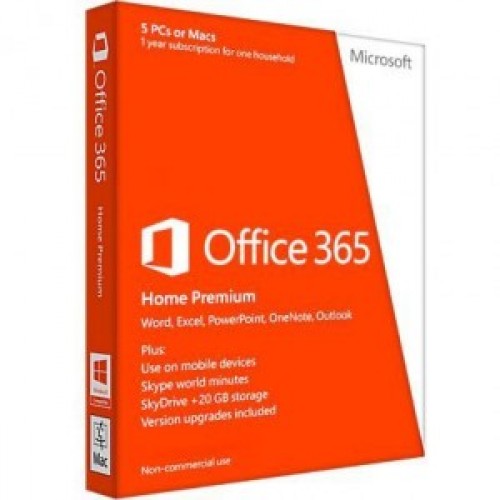 5 PCs or Macs
1 year subscription for one household
Microsoft
Office 365
Home Premium
Word, Excel, PowerPoint, OneNote, Outlook
Plus:
Use on mobile devices
Skype world minutes
SkyDrive +20 GB storage
Version upgrades included
Non-commercial use
Office 365
Home Premium
Mac